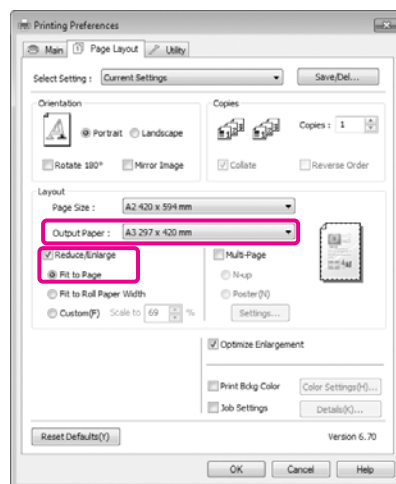 Printing Preferences
Main Page Layout Utility
Select Setting : Current Settings Save/Del...
Orientation
Portrait Landscape
Rotate 180° Mirror Image
Copies
Copies : 1
Collate Reverse Order
Layout
Page Size : A2 420 x 594 mm
Output Paper : A3 297 x 420 mm
Reduce/Enlarge
Fit to Page
Fit to Roll Paper Width
Custom(F) Scale to 69 %
Multi-Page
N-up
Poster(N)
Settings...
Optimize Enlargement
Print Bckg Color Color Settings(H)...
Job Settings Details(K)...
Reset Defaults(Y) Version 6.70
OK Cancel Help